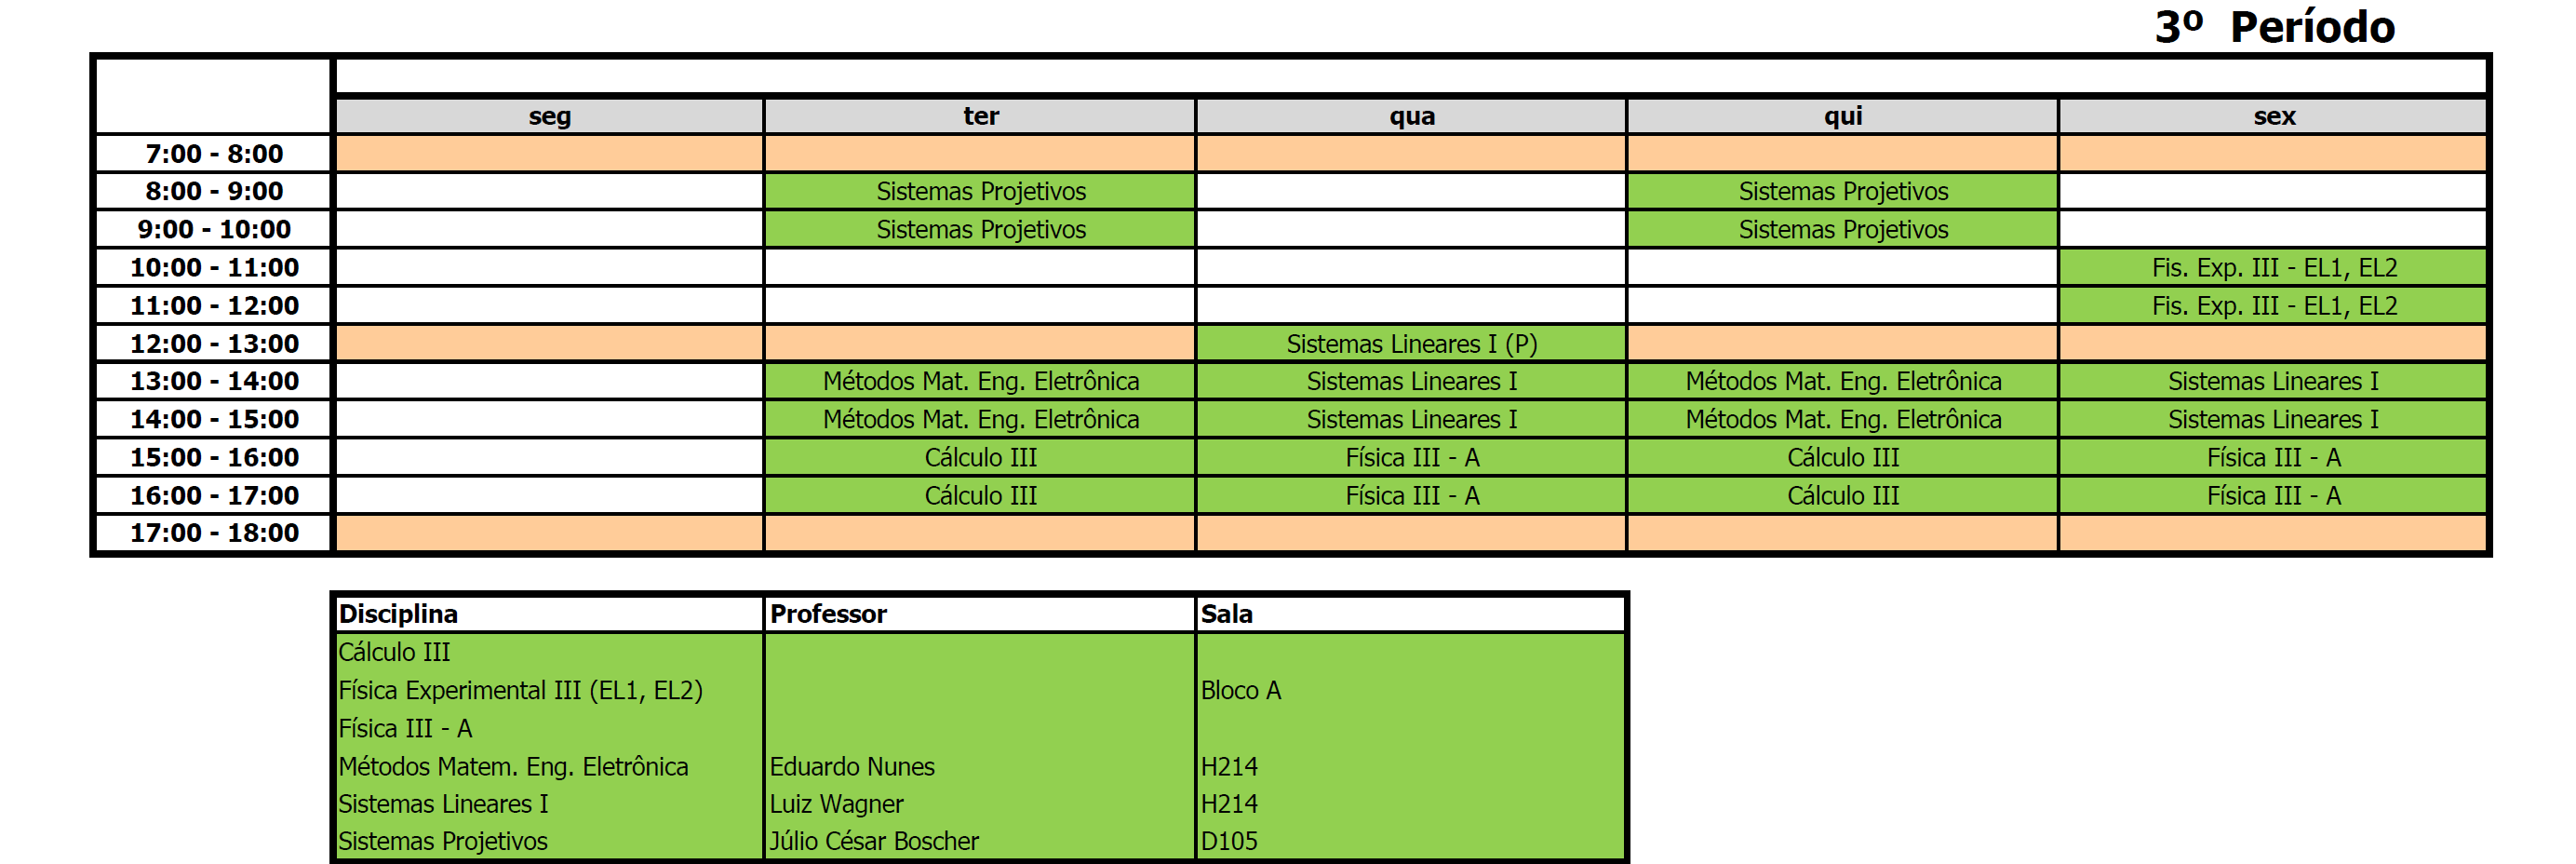 3º Período
seg ter qua qui sex
7:00 - 8:00
8:00 - 9:00 Sistemas Projetivos Sistemas Projetivos
9:00 - 10:00 Sistemas Projetivos Sistemas Projetivos
10:00 - 11:00 Fis. Exp. III - EL1, EL2
11:00 - 12:00 Fis. Exp. III - EL1, EL2
12:00 - 13:00 Sistemas Lineares I (P)
13:00 - 14:00 Métodos Mat. Eng. Eletrônica Sistemas Lineares I Métodos Mat. Eng. Eletrônica Sistemas Lineares I
14:00 - 15:00 Métodos Mat. Eng. Eletrônica Sistemas Lineares I Métodos Mat. Eng. Eletrônica Sistemas Lineares I
15:00 - 16:00 Cálculo III Física III - A Cálculo III Física III - A
16:00 - 17:00 Cálculo III Física III - A Cálculo III Física III - A
17:00 - 18:00
Disciplina Professor Sala
Cálculo III
Física Experimental III (EL1, EL2) Bloco A
Física III - A
Métodos Matem. Eng. Eletrônica Eduardo Nunes H214
Sistemas Lineares I Luiz Wagner H214
Sistemas Projetivos Júlio César Boscher D105